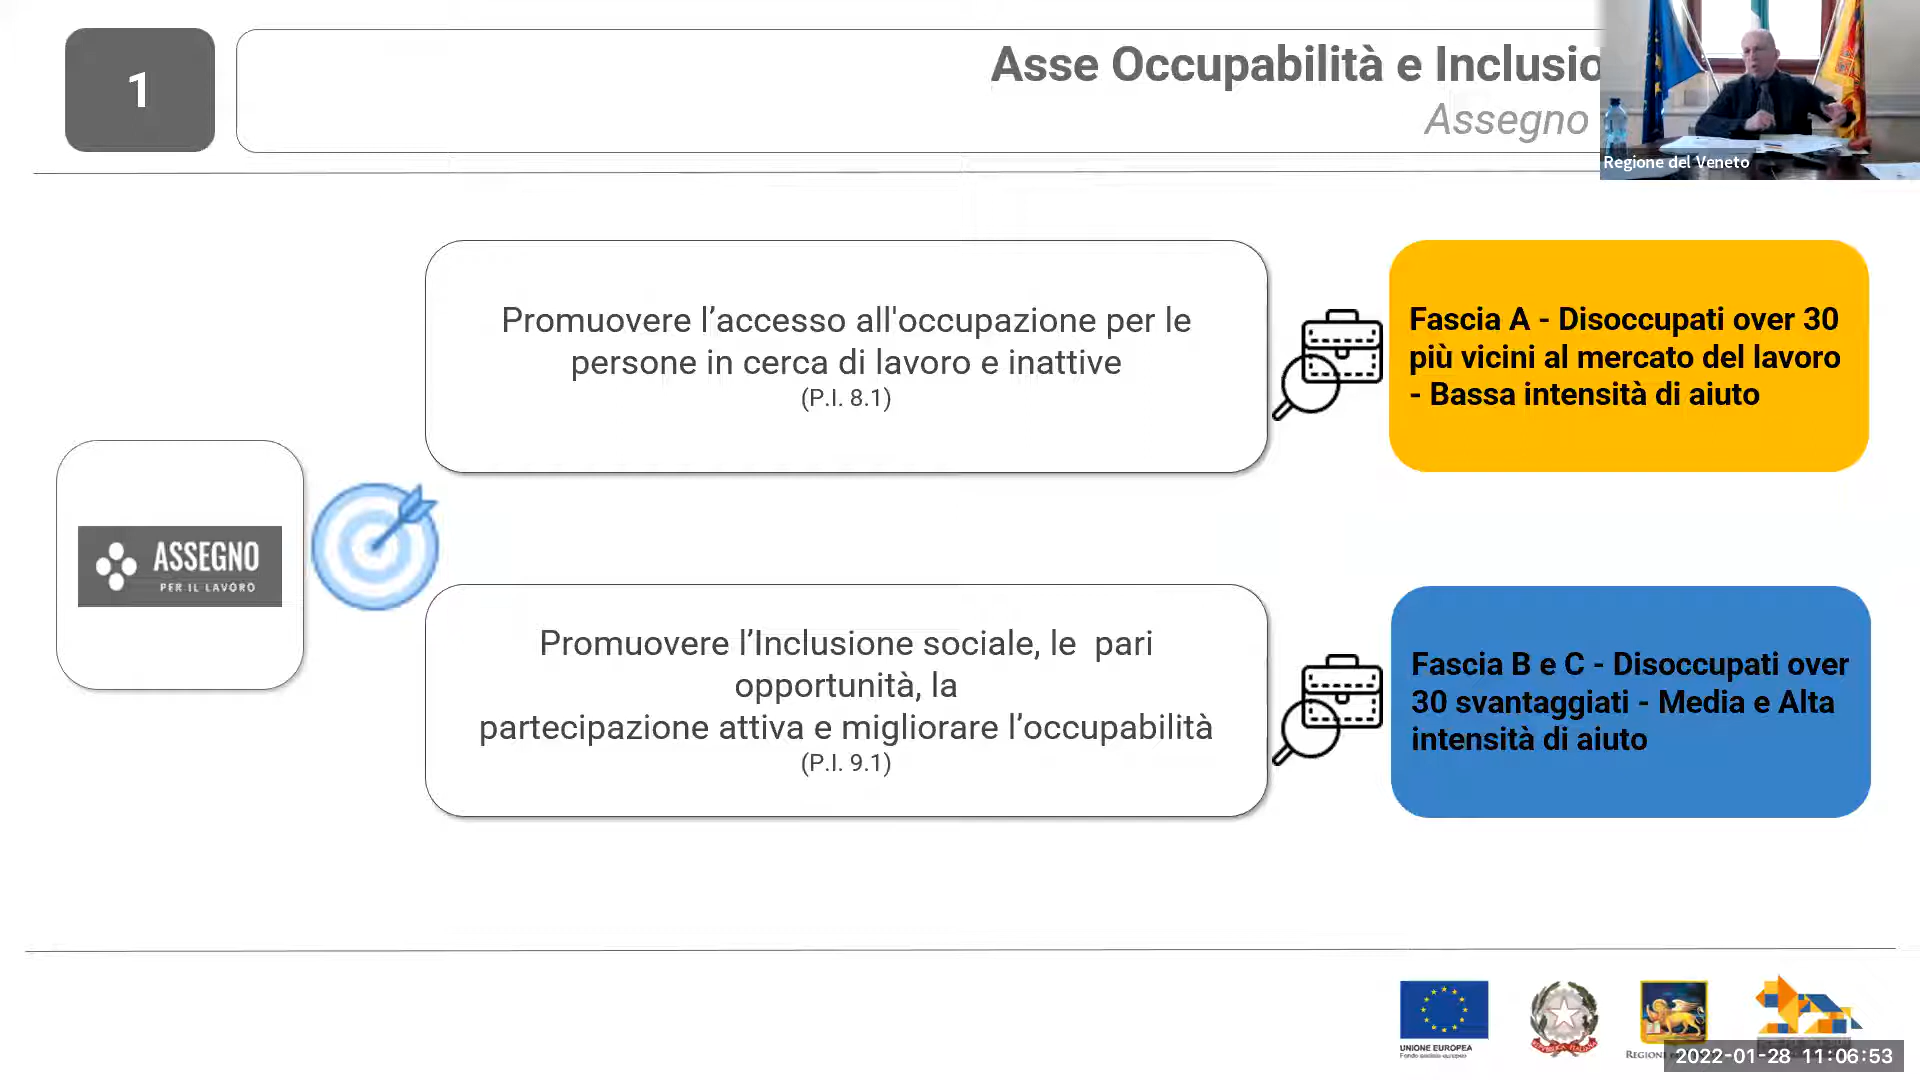 1
Asse Occupabilità e Inclusio
Assegno
Regione del Veneto
Promuovere l’accesso all'occupazione per le
persone in cerca di lavoro e inattive
(P.I. 8.1)
Fascia A - Disoccupati over 30
più vicini al mercato del lavoro
- Bassa intensità di aiuto
ASSEGNO
PER IL LAVORO
Promuovere l’Inclusione sociale, le pari
opportunità, la
partecipazione attiva e migliorare l’occupabilità
(P.I. 9.1)
Fascia B e C - Disoccupati over
30 svantaggiati - Media e Alta
intensità di aiuto
UNIONE EUROPEA
Fondo sociale europeo
2022-01-28 11:06:53